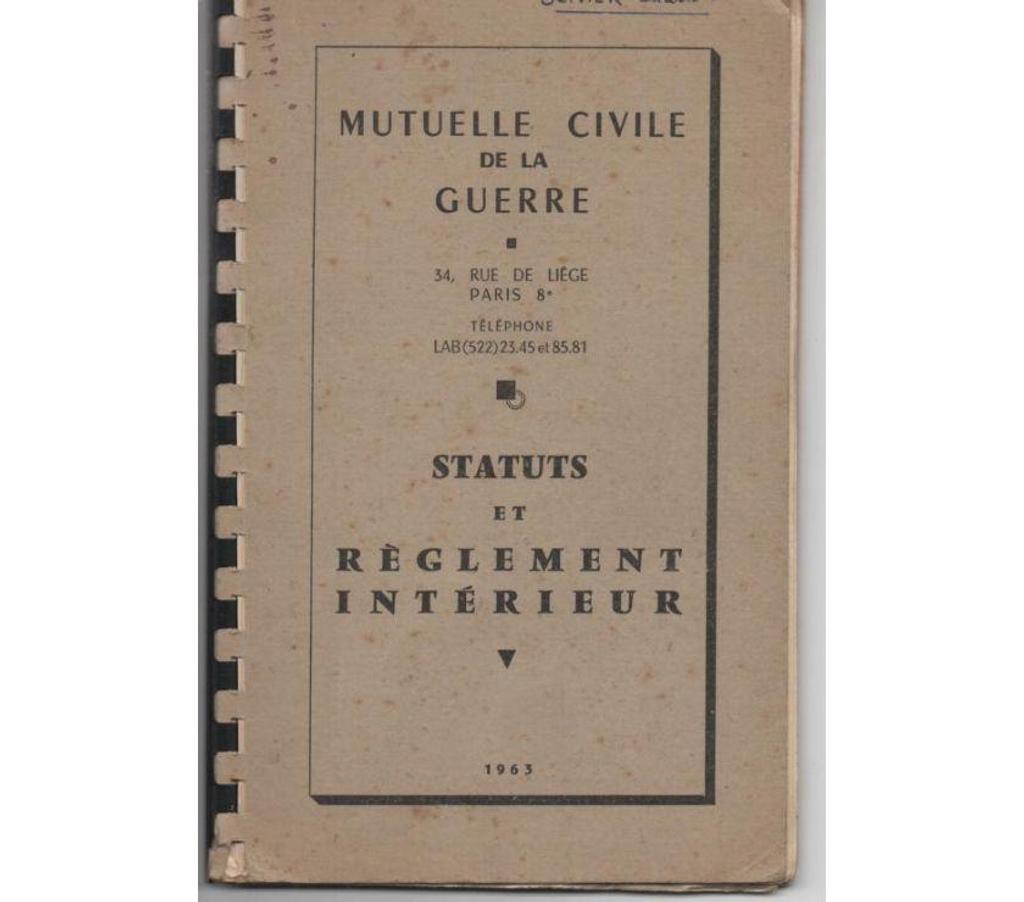 MUTUELLE CIVILE
DE LA
GUERRE
34, RUE DE LIÈGE
PARIS 8e
TÉLÉPHONE
LAB (522) 23.45 et 85.81
STATUTS
ET
RÈGLEMENT
INTÉRIEUR
1963